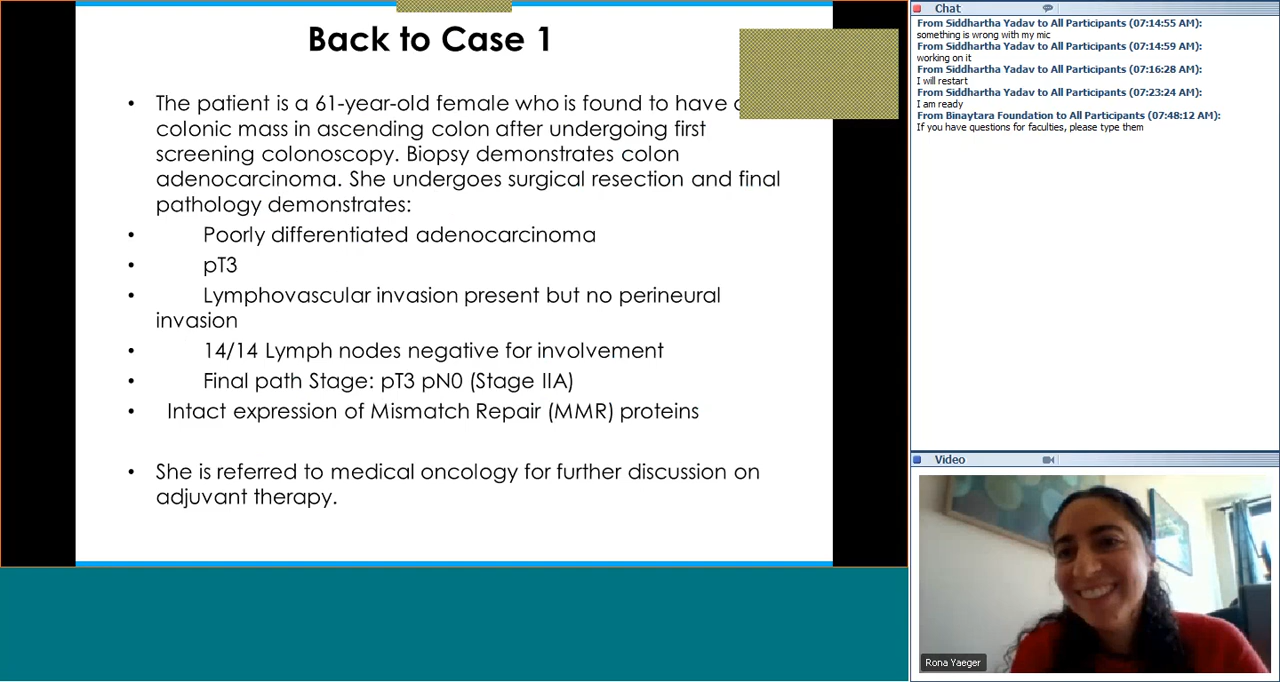 Back to Case 1
• The patient is a 61-year-old female who is found to have
colonic mass in ascending colon after undergoing first
screening colonoscopy. Biopsy demonstrates colon
adenocarcinoma. She undergoes surgical resection and final
pathology demonstrates:
• Poorly differentiated adenocarcinoma
• pT3
• Lymphovascular invasion present but no perineural
invasion
• 14/14 Lymph nodes negative for involvement
• Final path Stage: pT3 pN0 (Stage IIA)
• Intact expression of Mismatch Repair (MMR) proteins
• She is referred to medical oncology for further discussion on
adjuvant therapy.
Chat
From Siddhartha Yadav to All Participants (07:14:55 AM):
something is wrong with my mic
From Siddhartha Yadav to All Participants (07:14:59 AM):
working on it
From Siddhartha Yadav to All Participants (07:16:28 AM):
I will restart
From Siddhartha Yadav to All Participants (07:23:24 AM):
I am ready
From Binaytara Foundation to All Participants (07:48:12 AM):
If you have questions for faculties, please type them
Video
Rona Yaeger